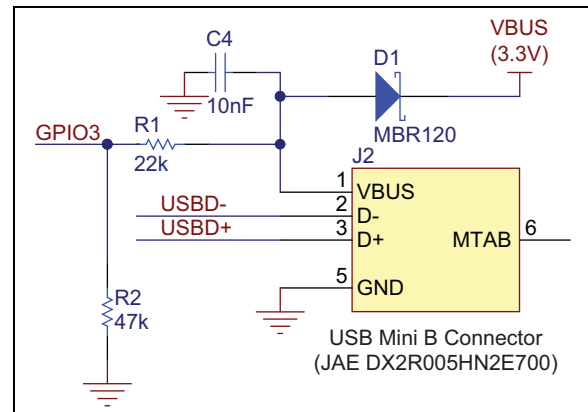 C4
10nF
VBUS
(3.3V)
D1
MBR120
GPIO3
R1
22k
J2
1 VBUS
USBD- 2 D-
USBD+ 3 D+
MTAB 6
5 GND
R2
47k
USB Mini B Connector
(JAE DX2R005HN2E700)